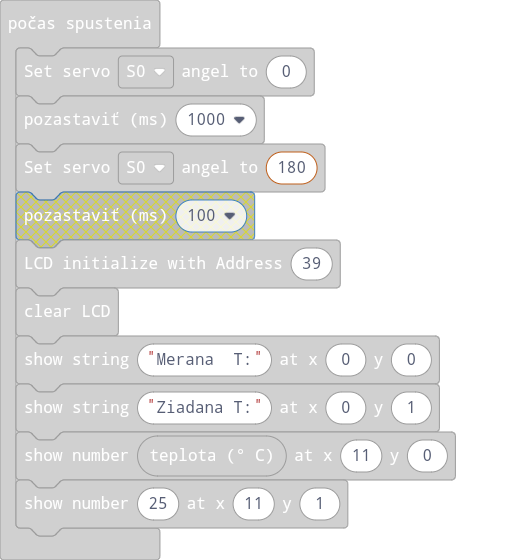 počas spustenia
Set servo S0 angel to 0
pozastaviť (ms) 1000
Set servo S0 angel to 180
pozastaviť (ms) 100
LCD initialize with Address 39
clear LCD
show string "Merana  T:" at x 0 y 0
show string "Ziadana T:" at x 0 y 1
show number teplota (° C) at x 11 y 0
show number 25 at x 11 y 1